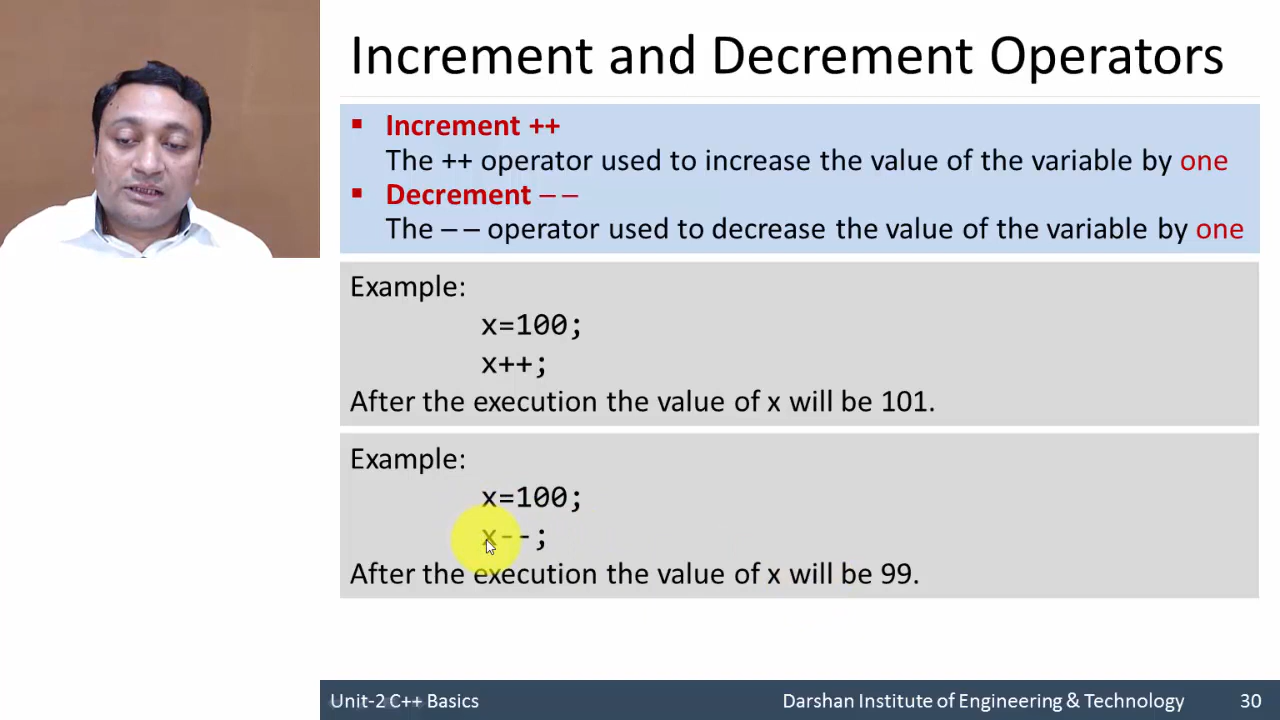 Increment and Decrement Operators
▪ Increment ++
The ++ operator used to increase the value of the variable by one
▪ Decrement – –
The – – operator used to decrease the value of the variable by one
Example:
x=100;
x++;
After the execution the value of x will be 101.
Example:
x=100;
x--;
After the execution the value of x will be 99.
Unit-2 C++ Basics
Darshan Institute of Engineering & Technology
30